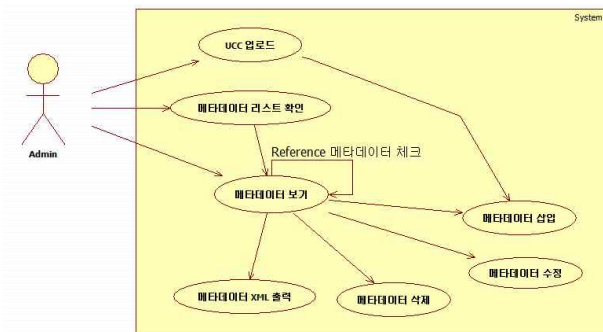 System
UCC 업로드
메타데이터 리스트 확인
Admin
Reference 메타데이터 체크
메타데이터 보기
메타데이터 삽입
메타데이터 수정
메타데이터 XML 출력
메타데이터 삭제